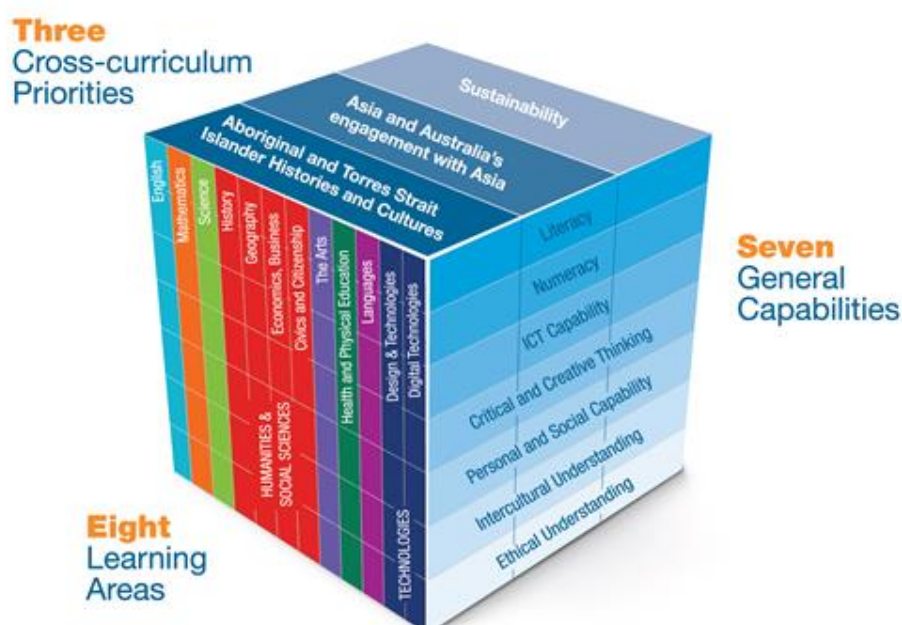 Three
Cross-curriculum
Priorities
Sustainability
Asia and Australia's
engagement with Asia
Aboriginal and Torres Strait
Islander Histories and Cultures
English
Mathematics
Science
History
Geography
Economics, Business
Civics and Citizenship
HUMANITIES &
SOCIAL SCIENCES
The Arts
Health and Physical Education
Languages
Design & Technologies
Digital Technologies
TECHNOLOGIES
Literacy
Numeracy
ICT Capability
Critical and Creative Thinking
Personal and Social Capability
Intercultural Understanding
Ethical Understanding
Seven
General
Capabilities
Eight
Learning
Areas